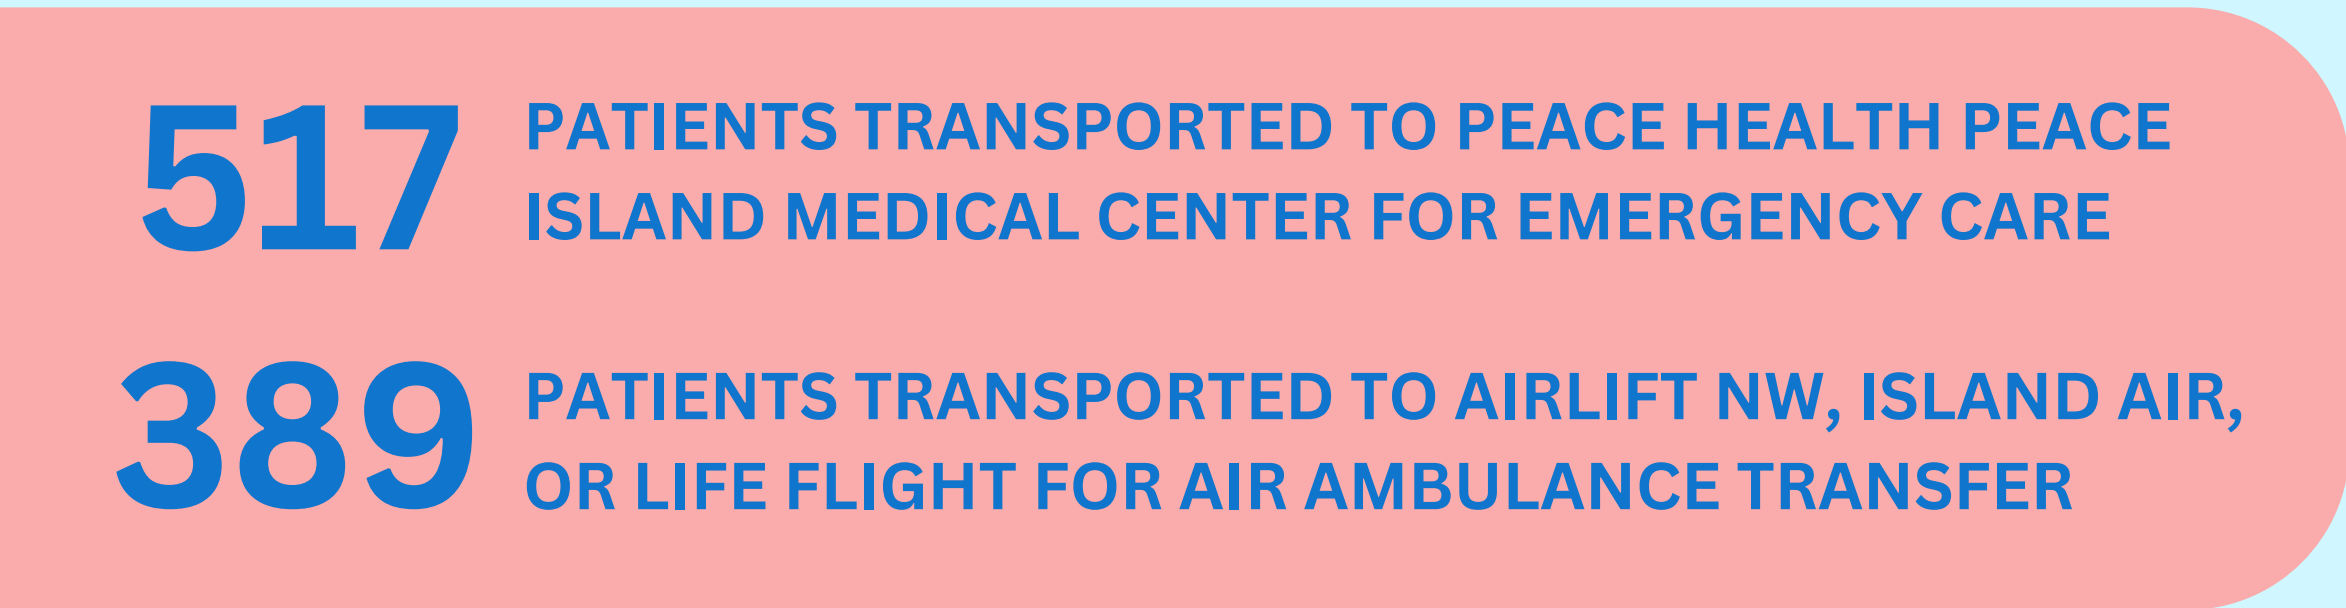 517 PATIENTS TRANSPORTED TO PEACE HEALTH PEACE
ISLAND MEDICAL CENTER FOR EMERGENCY CARE
389 PATIENTS TRANSPORTED TO AIRLIFT NW, ISLAND AIR,
OR LIFE FLIGHT FOR AIR AMBULANCE TRANSFER